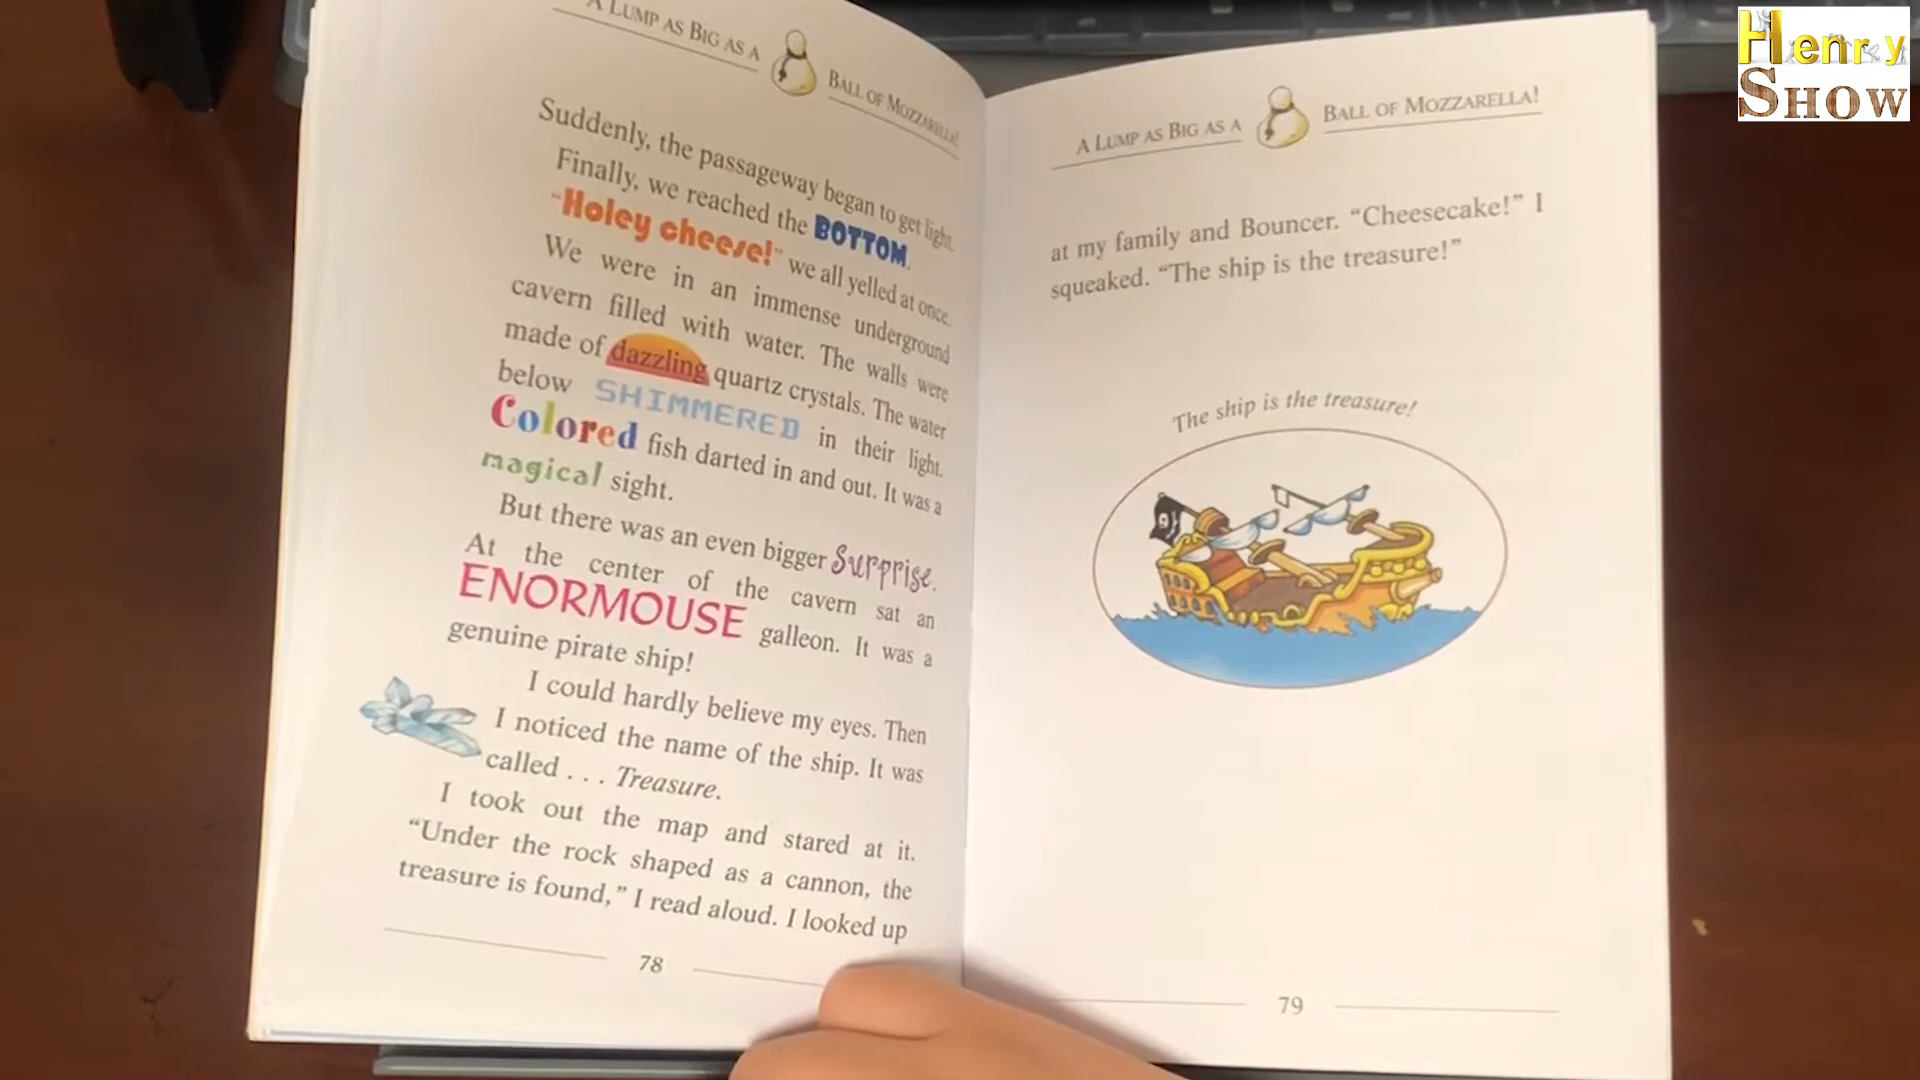 A LUMP AS BIG AS A BALL OF MOZZARELLA!
Suddenly, the passageway began to get light.
Finally, we reached the BOTTOM.
“Holey cheese!” we all yelled at once.
We were in an immense underground
cavern filled with water. The walls were
made of dazzling quartz crystals. The water
below SHIMMERED in their light.
Colored fish darted in and out. It was a
magical sight.
But there was an even bigger Surprise.
At the center of the cavern sat an
ENORMOUSE galleon. It was a
genuine pirate ship!
I could hardly believe my eyes. Then
I noticed the name of the ship. It was
called . . . Treasure.
I took out the map and stared at it.
“Under the rock shaped as a cannon, the
treasure is found,” I read aloud. I looked up
78
A LUMP AS BIG AS A BALL OF MOZZARELLA!
at my family and Bouncer. “Cheesecake!” I
squeaked. “The ship is the treasure!”
The ship is the treasure!
79
Henry
SHOW